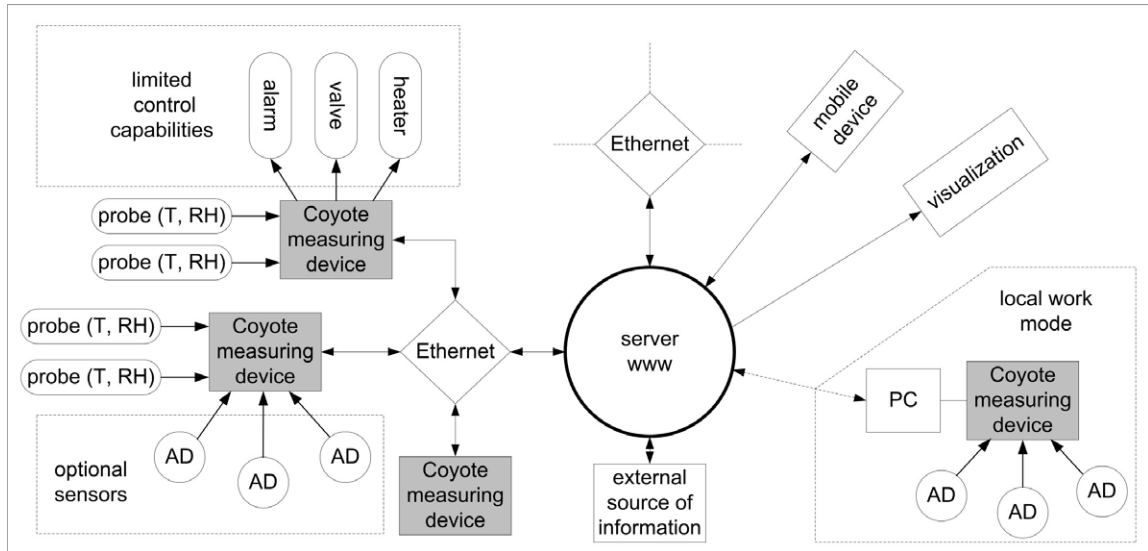 limited
control
capabilities
alarm
valve
heater
probe (T, RH)
probe (T, RH)
Coyote
measuring
device
probe (T, RH)
probe (T, RH)
Coyote
measuring
device
optional
sensors
AD
AD
AD
Ethernet
Coyote
measuring
device
Ethernet
mobile
device
visualization
server
www
external
source of
information
local work
mode
PC
Coyote
measuring
device
AD
AD
AD